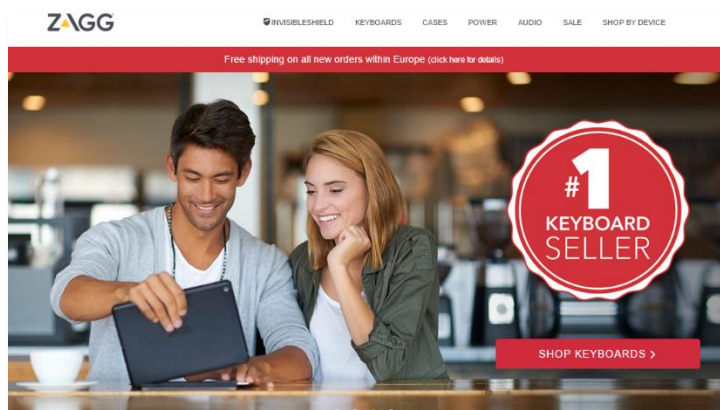 ZAGG
INVISIBLESHIELD KEYBOARDS CASES POWER AUDIO SALE SHOP BY DEVICE
Free shipping on all new orders within Europe (click here for details)
#1
KEYBOARD
SELLER
SHOP KEYBOARDS >